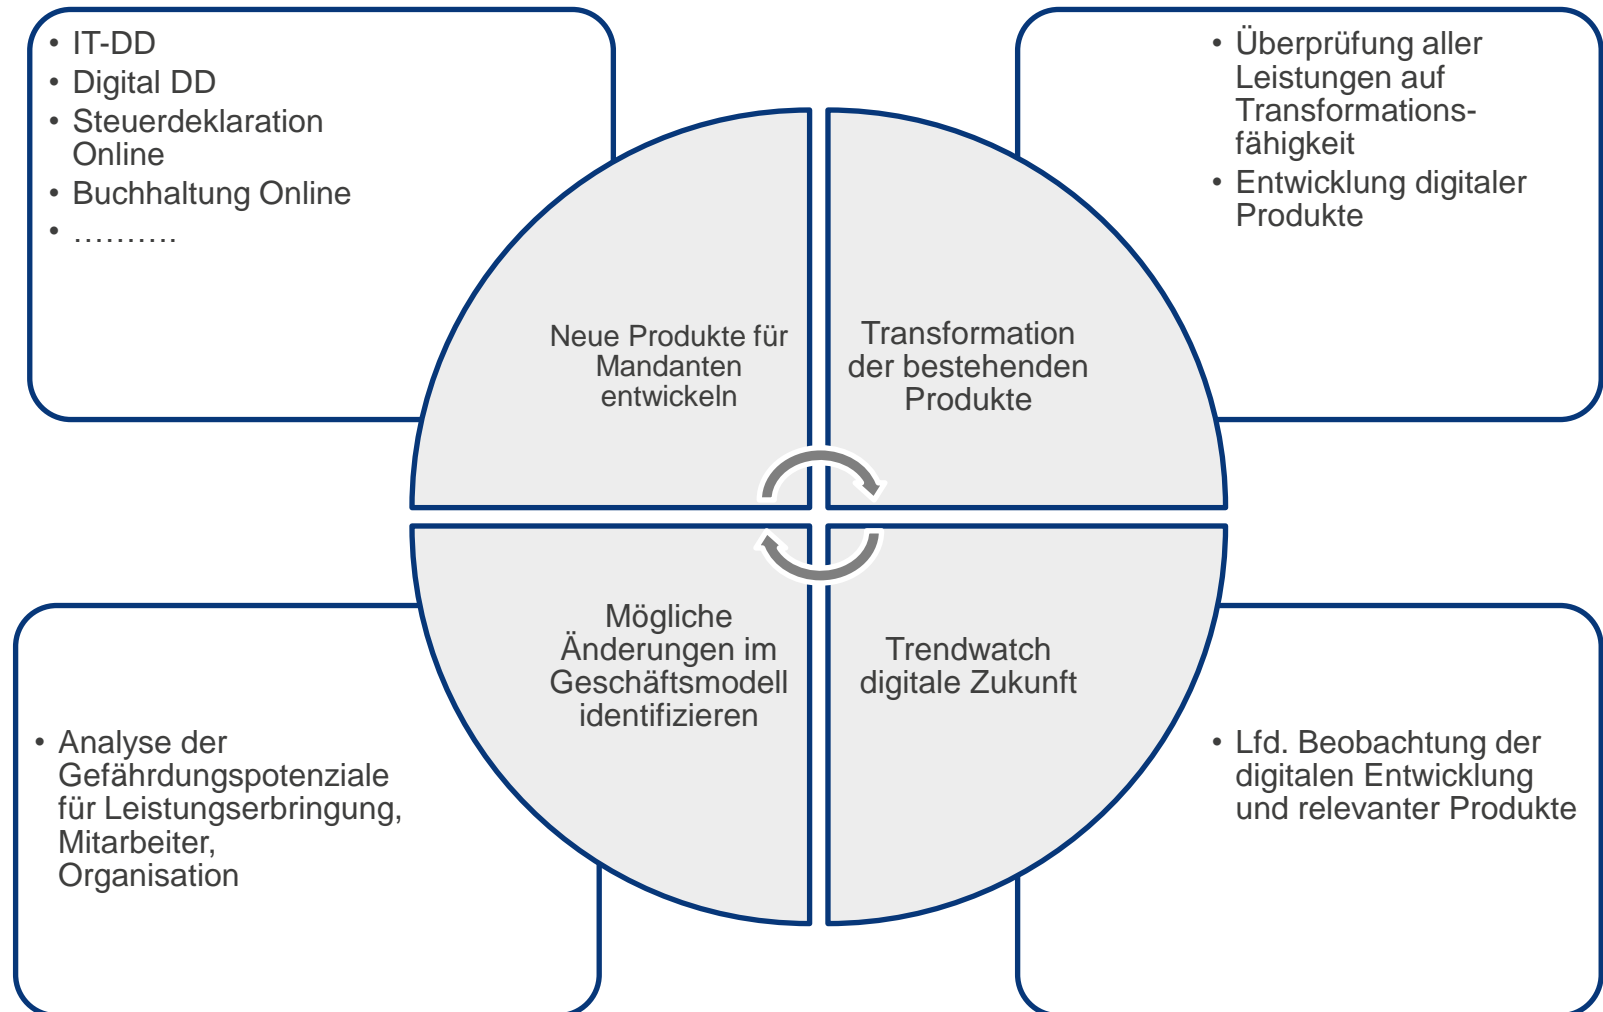 • IT-DD
• Digital DD
• Steuerdeklaration
Online
• Buchhaltung Online
• ……….
• Überprüfung aller
Leistungen auf
Transformations-
fähigkeit
• Entwicklung digitaler
Produkte
Neue Produkte für
Mandanten
entwickeln
Transformation
der bestehenden
Produkte
Mögliche
Änderungen im
Geschäftsmodell
identifizieren
Trendwatch
digitale Zukunft
• Analyse der
Gefährdungspotenziale
für Leistungserbringung,
Mitarbeiter,
Organisation
• Lfd. Beobachtung der
digitalen Entwicklung
und relevanter Produkte